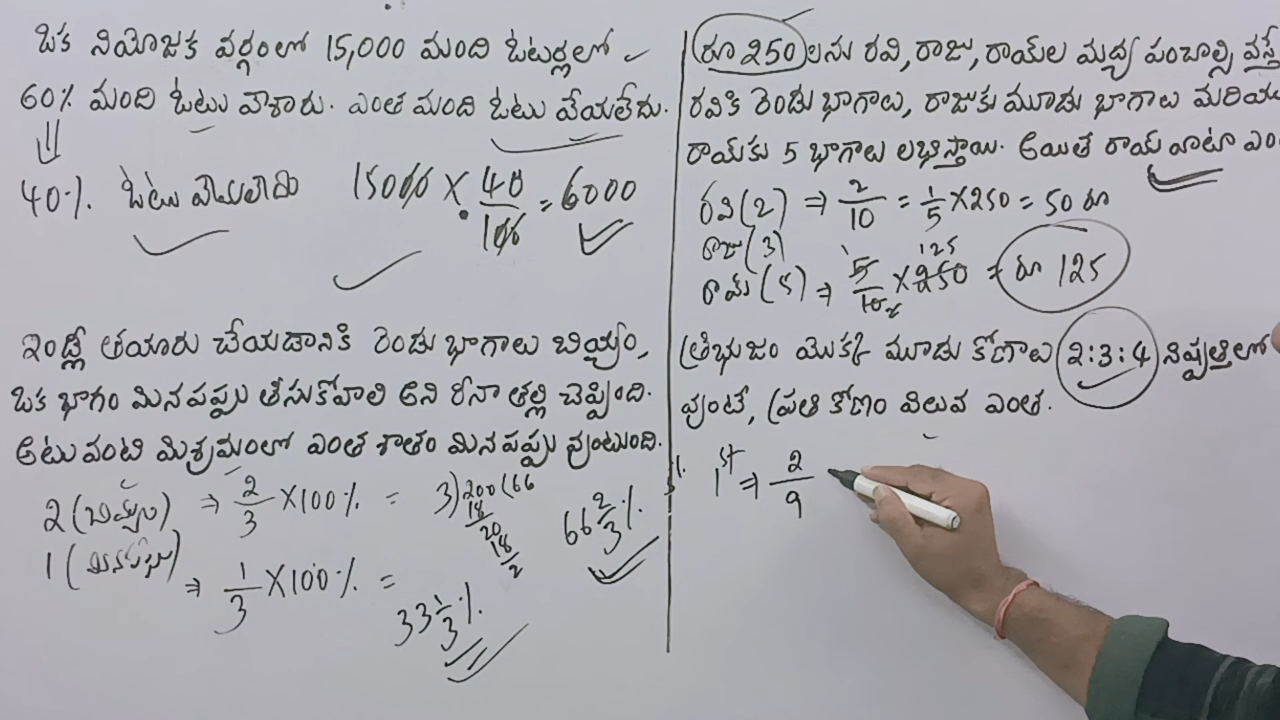 ఒక నియోజక వర్గంలో 15,000 మంది ఓటర్లలో
60% మంది ఓటు వేశారు. ఎంత మంది ఓటు వేయలేదు.
40%. ఓటు వేయలేదు 15000 × 40/100 = 6000
ఇండ్లీ తయారు చేయడానికి రెండు భాగాలు బియ్యం,
ఒక భాగం మినపప్పు తీసుకోవాలి అని రీనా తల్లి చెప్పింది.
అటు వంటి మిశ్రమంలో ఎంత శాతం మినపప్పు వుంటుంది.
2 (బియ్యం) ⇒ 2/3 × 100% = 3)200(66
18
20
18
2
66 2/3 %
1 (మినపప్పు) ⇒ 1/3 × 100% =
33 1/3 %
రూ 250 లను రవి, రాజు, రాయ్‌ల మధ్య పంచాల్సి వస్తే
రవికి రెండు భాగాలు, రాజుకు మూడు భాగాలు మరియు
రాయ్‌కు 5 భాగాలు లభిస్తాయి. అయితే రాయ్ వాటా ఎం
రవి (2) ⇒ 2/10 = 1/5 × 250 = 50 రూ
రాజు (3)
రాయ్ (5) ⇒ 5/10 × 250 = రూ 125
త్రిభుజం మొక్క మూడు కోణాలు 2:3:4 నిష్పత్తిలో
వుంటే, ప్రతి కోణం విలువ ఎంత.
1st ⇒ 2/9